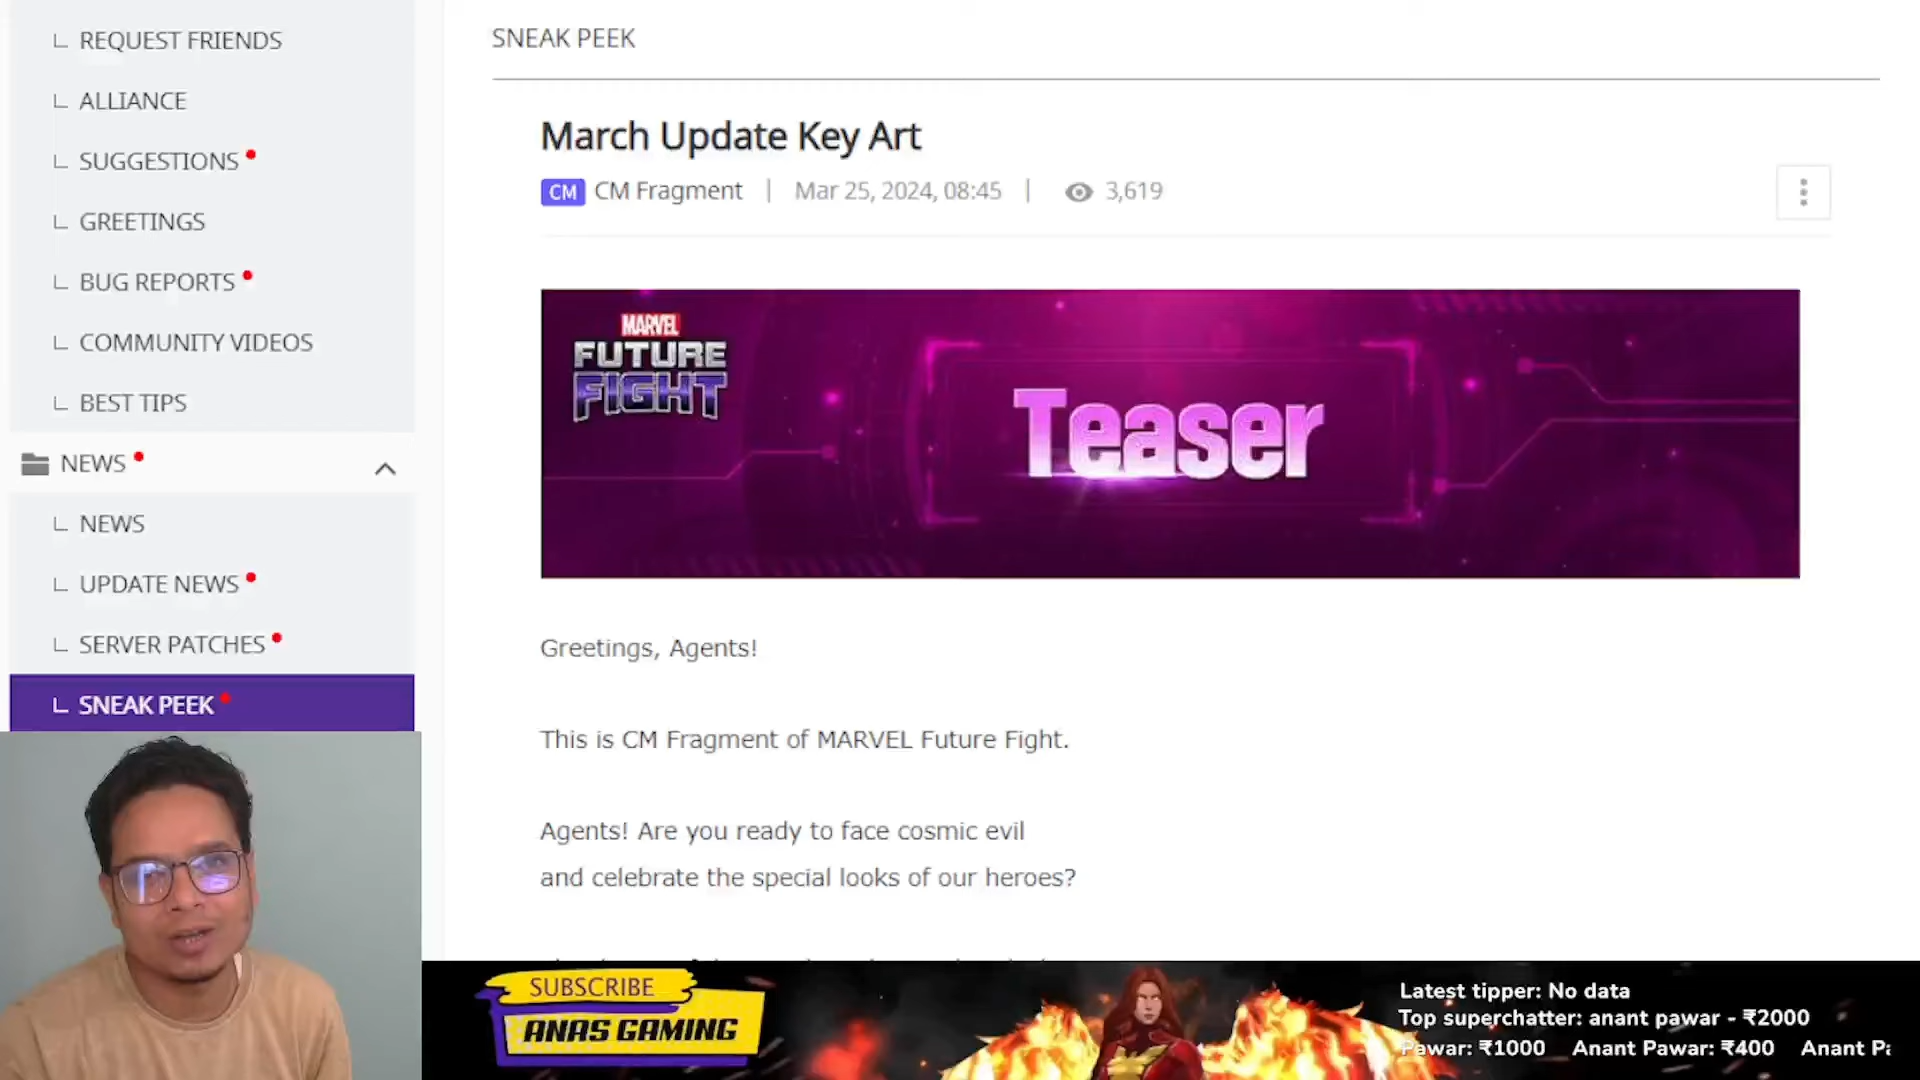 REQUEST FRIENDS
ALLIANCE
SUGGESTIONS
GREETINGS
BUG REPORTS
COMMUNITY VIDEOS
BEST TIPS
NEWS
NEWS
UPDATE NEWS
SERVER PATCHES
SNEAK PEEK
SNEAK PEEK
March Update Key Art
CM CM Fragment | Mar 25, 2024, 08:45 | 3,619
MARVEL
FUTURE
FIGHT
Teaser
Greetings, Agents!
This is CM Fragment of MARVEL Future Fight.
Agents! Are you ready to face cosmic evil
and celebrate the special looks of our heroes?
SUBSCRIBE
ANAS GAMING
Latest tipper: No data
Top superchatter: anant pawar - ₹2000
Pawar: ₹1000 Anant Pawar: ₹400 Anant Pa